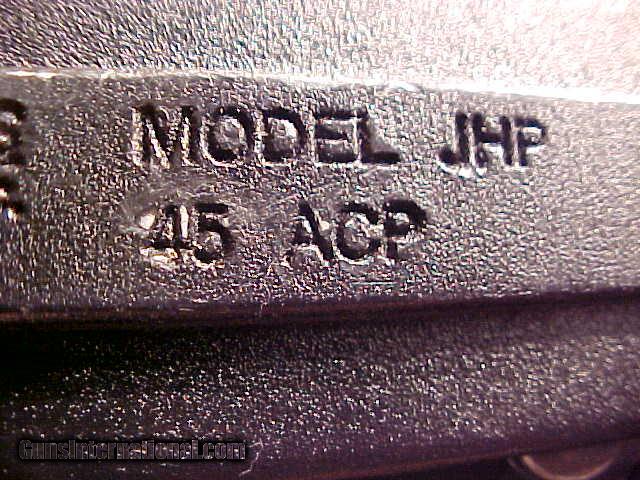 MODEL JHP
45 ACP
GunsInternational.com